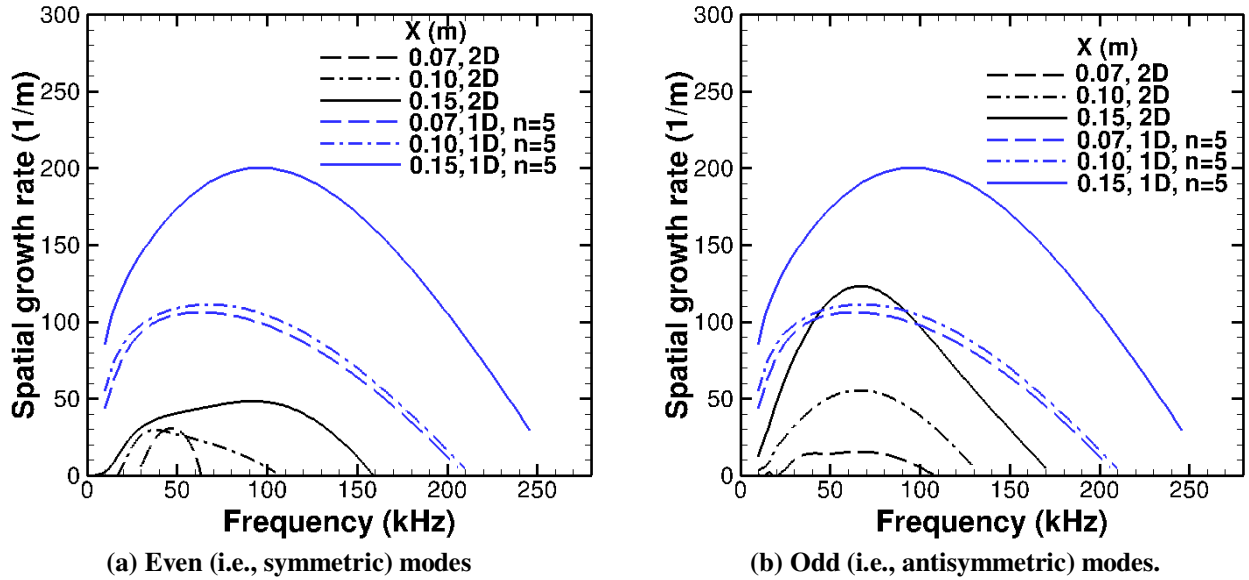 Spatial growth rate (1/m)
300
250
200
150
100
50
0
X (m)
0.07, 2D
0.10, 2D
0.15, 2D
0.07, 1D, n=5
0.10, 1D, n=5
0.15, 1D, n=5
0 50 100 150 200 250
Frequency (kHz)
(a) Even (i.e., symmetric) modes
Spatial growth rate (1/m)
300
250
200
150
100
50
0
X (m)
0.07, 2D
0.10, 2D
0.15, 2D
0.07, 1D, n=5
0.10, 1D, n=5
0.15, 1D, n=5
0 50 100 150 200 250
Frequency (kHz)
(b) Odd (i.e., antisymmetric) modes.